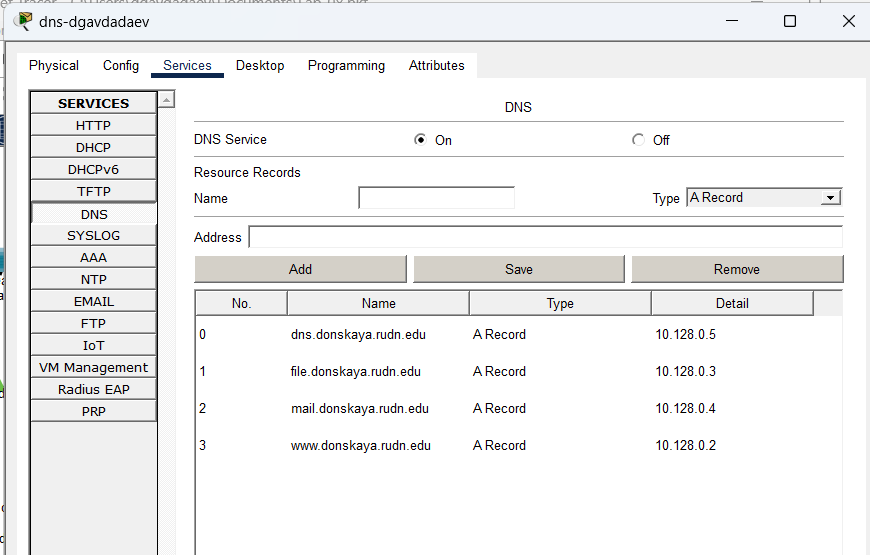 dns-dgavdadaev
Physical Config Services Desktop Programming Attributes
SERVICES
HTTP
DHCP
DHCPv6
TFTP
DNS
SYSLOG
AAA
NTP
EMAIL
FTP
IoT
VM Management
Radius EAP
PRP
DNS
DNS Service On Off
Resource Records
Name Type A Record
Address
Add Save Remove
No. Name Type Detail
0 dns.donskaya.rudn.edu A Record 10.128.0.5
1 file.donskaya.rudn.edu A Record 10.128.0.3
2 mail.donskaya.rudn.edu A Record 10.128.0.4
3 www.donskaya.rudn.edu A Record 10.128.0.2